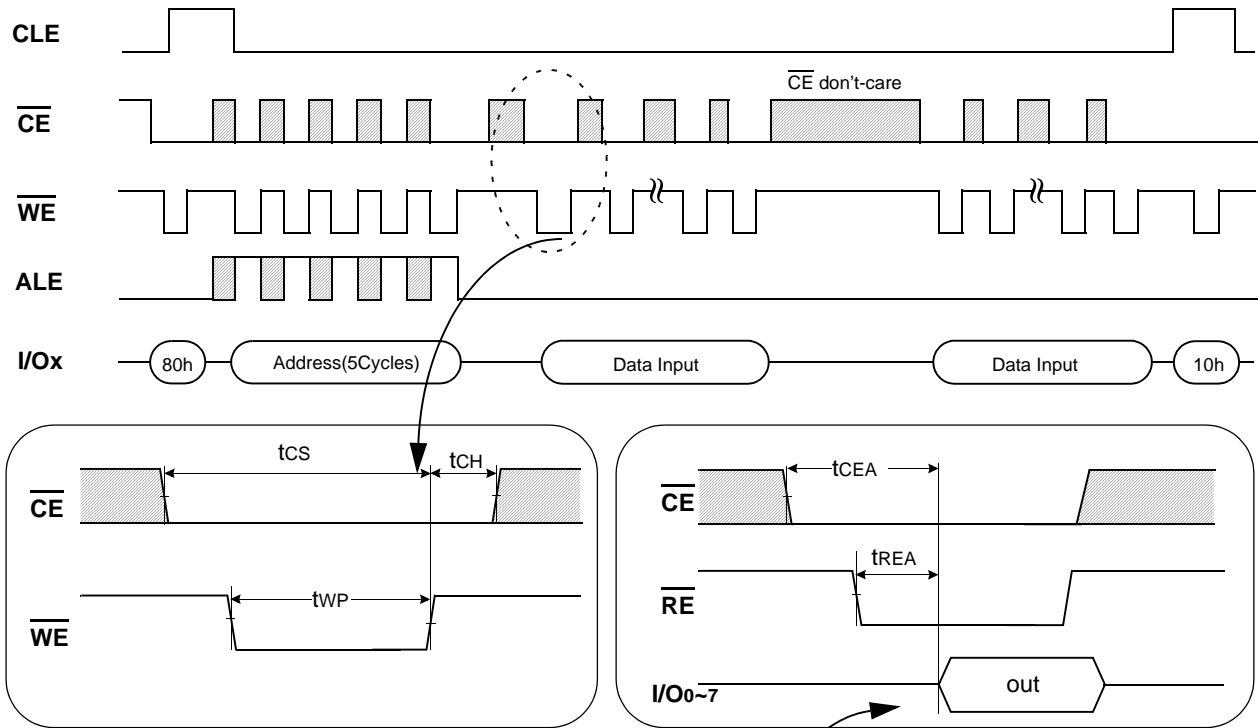 CLE
CE don't-care
CE
WE
ALE
I/Ox
80h
Address(5Cycles)
Data Input
Data Input
10h
tCS
tCH
CE
tWP
WE
tCEA
CE
tREA
RE
I/O0~7
out